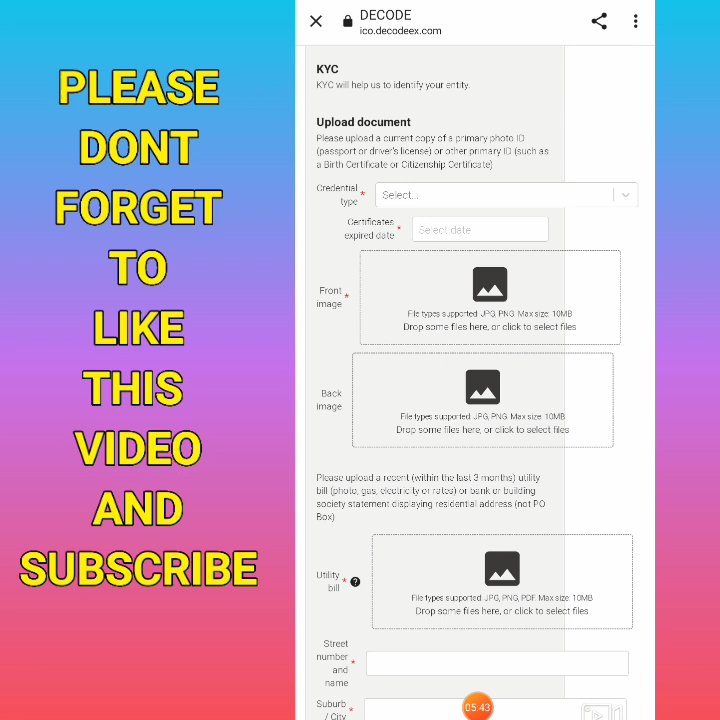 PLEASE
DONT
FORGET
TO
LIKE
THIS
VIDEO
AND
SUBSCRIBE
DECODE
ico.decodeex.com
KYC
KYC will help us to identify your entity.
Upload document
Please upload a current copy of a primary photo ID
(passport or driver's license) or other primary ID (such as
a Birth Certificate or Citizenship Certificate)
Credential
type *
Select...
Certificates
expired date *
Select date
Front
image *
File types supported: JPG, PNG. Max size: 10MB
Drop some files here, or click to select files
Back
image
File types supported: JPG, PNG. Max size: 10MB
Drop some files here, or click to select files
Please upload a recent (within the last 3 months) utility
bill (photo, gas, electricity or rates) or bank or building
society statement displaying residential address (not PO
Box)
Utility
bill * ?
File types supported: JPG, PNG, PDF. Max size: 10MB
Drop some files here, or click to select files
Street
number
and
name *
Suburb
/ City *
05:43